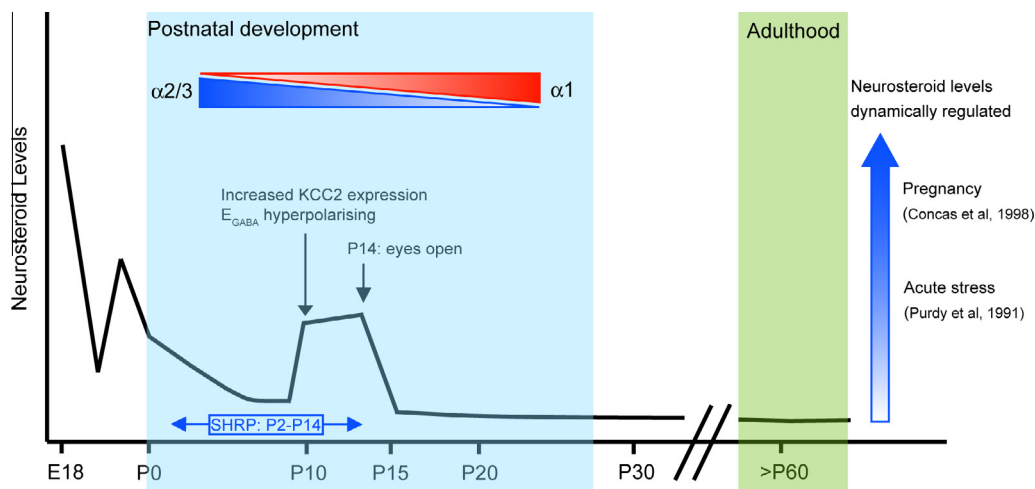 Postnatal development
Adulthood
α2/3
α1
Neurosteroid levels
dynamically regulated
Neurosteroid Levels
Increased KCC2 expression
E_GABA hyperpolarising
P14: eyes open
Pregnancy
(Concas et al, 1998)
Acute stress
(Purdy et al, 1991)
SHRP: P2-P14
E18 P0 P10 P15 P20 P30 >P60